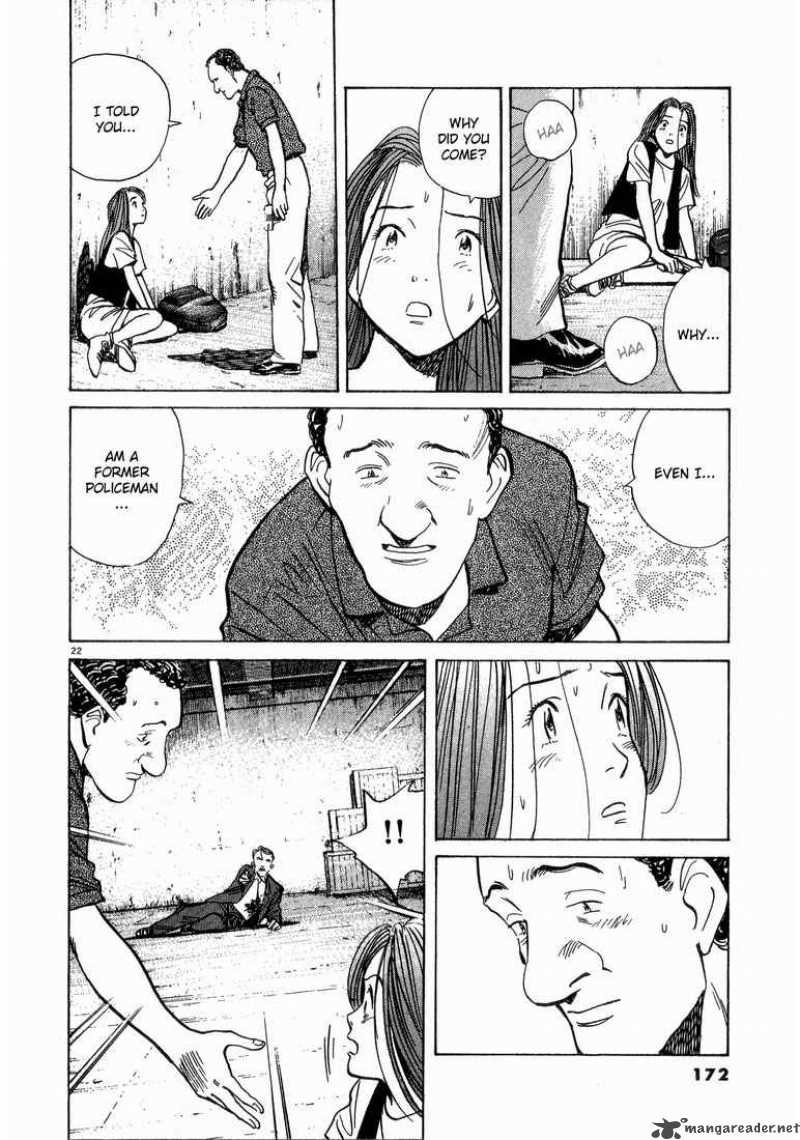 HAA
WHY...
HAA
WHY
DID YOU
COME?
I TOLD
YOU...
EVEN I...
AM A
FORMER
POLICEMAN
...
22
!!
172
mangareader.net